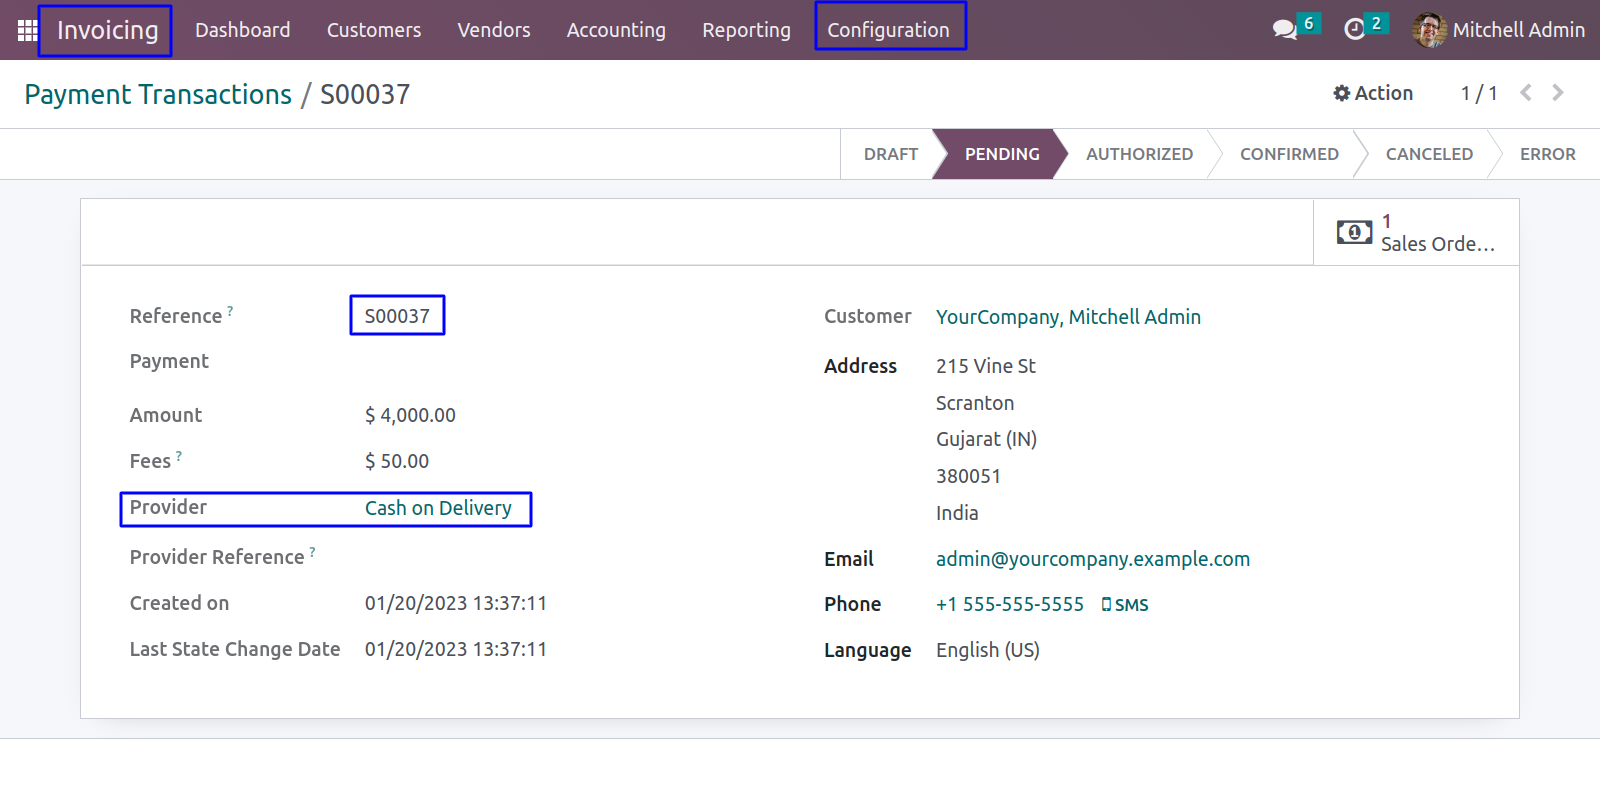 Invoicing Dashboard Customers Vendors Accounting Reporting Configuration 6 2 Mitchell Admin
Payment Transactions / S00037 Action 1 / 1
DRAFT PENDING AUTHORIZED CONFIRMED CANCELED ERROR
1
1 Sales Orde...
Reference ? S00037
Payment
Amount $ 4,000.00
Fees ? $ 50.00
Provider Cash on Delivery
Provider Reference ?
Created on 01/20/2023 13:37:11
Last State Change Date 01/20/2023 13:37:11
Customer YourCompany, Mitchell Admin
Address 215 Vine St
Scranton
Gujarat (IN)
380051
India
Email admin@yourcompany.example.com
Phone +1 555-555-5555 SMS
Language English (US)